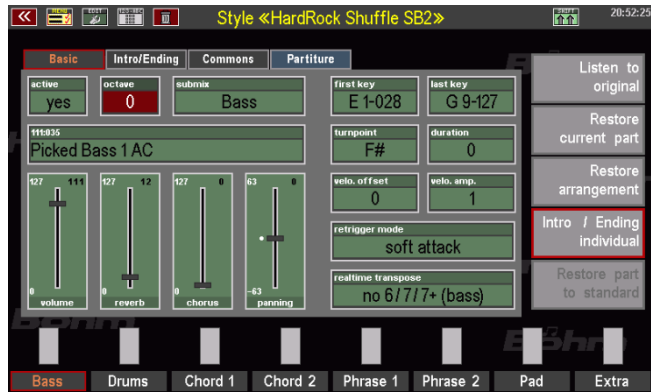 MENU
EDIT
Style «HardRock Shuffle SB2»
SHIFT
20:52:25
Basic
Intro/Ending
Commons
Partiture
active
yes
octave
0
submix
Bass
first key
E 1-028
last key
G 9-127
111:035
Picked Bass 1 AC
turnpoint
F#
duration
0
velo. offset
0
velo. amp.
1
127 111
0
volume
127 12
0
reverb
127 0
0
chorus
63 0
-63
panning
retrigger mode
soft attack
realtime transpose
no 6/7/7+ (bass)
Listen to
original
Restore
current part
Restore
arrangement
Intro / Ending
individual
Restore part
to standard
Böhm
Böhm
Bass
Drums
Chord 1
Chord 2
Phrase 1
Phrase 2
Pad
Extra